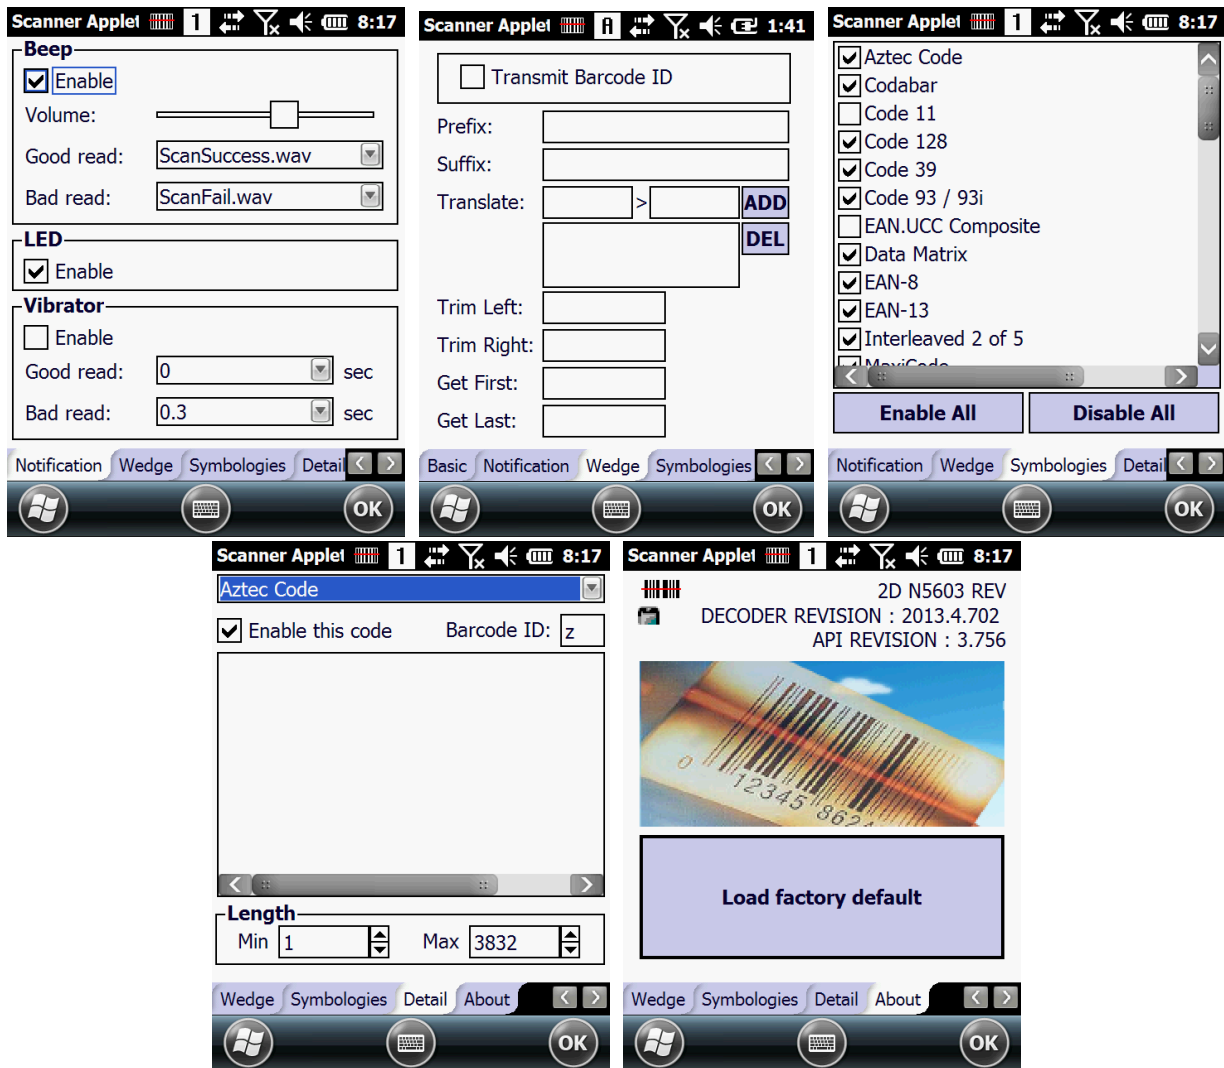 Scanner Applet 1 8:17
Beep
Enable
Volume:
Good read: ScanSuccess.wav
Bad read: ScanFail.wav
LED
Enable
Vibrator
Enable
Good read: 0 sec
Bad read: 0.3 sec
Notification Wedge Symbologies Detail
OK
Scanner Applet A 1:41
Transmit Barcode ID
Prefix:
Suffix:
Translate: > ADD
DEL
Trim Left:
Trim Right:
Get First:
Get Last:
Basic Notification Wedge Symbologies
OK
Scanner Applet 1 8:17
Aztec Code
Codabar
Code 11
Code 128
Code 39
Code 93 / 93i
EAN.UCC Composite
Data Matrix
EAN-8
EAN-13
Interleaved 2 of 5
MaxiCode
Enable All Disable All
Notification Wedge Symbologies Detail
OK
Scanner Applet 1 8:17
Aztec Code
Enable this code Barcode ID: z
Length
Min 1 Max 3832
Wedge Symbologies Detail About
OK
Scanner Applet 1 8:17
2D N5603 REV
DECODER REVISION : 2013.4.702
API REVISION : 3.756
0 12345 8624
Load factory default
Wedge Symbologies Detail About
OK